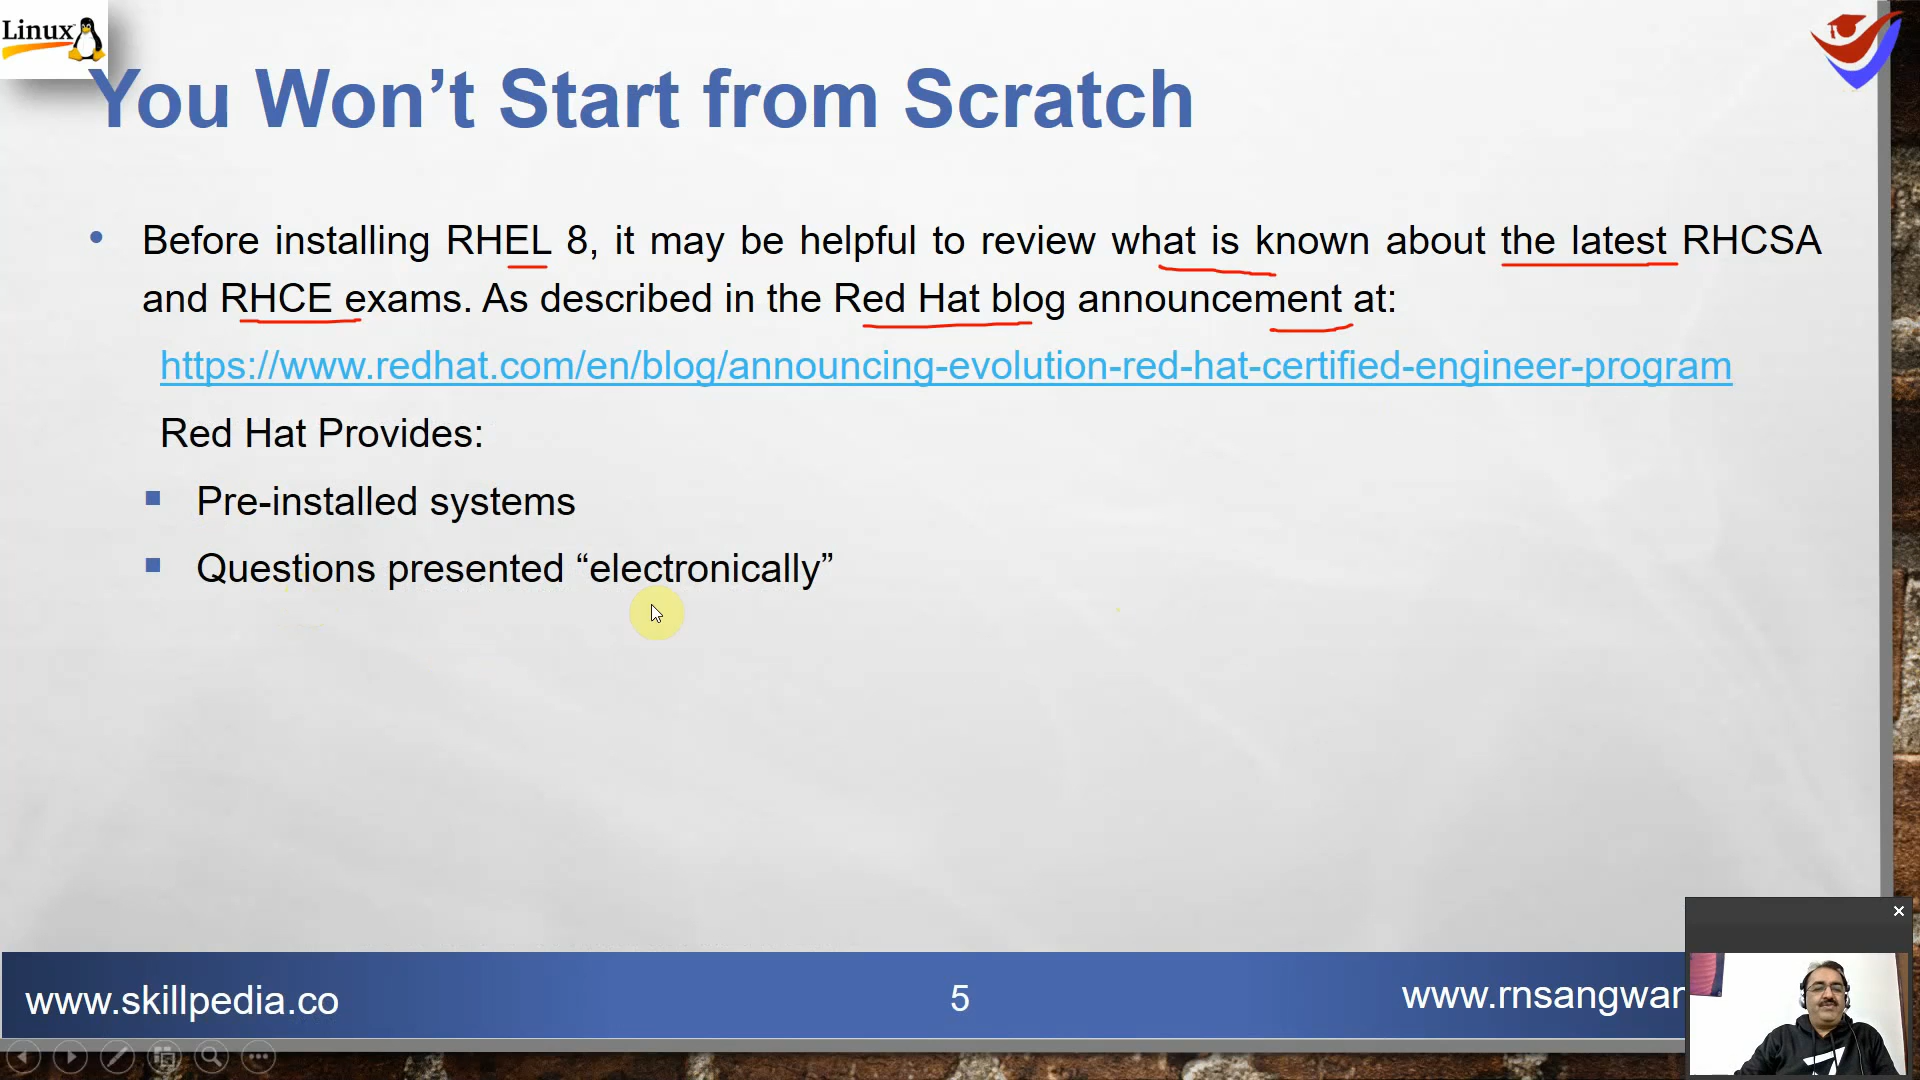 Linux
You Won’t Start from Scratch
• Before installing RHEL 8, it may be helpful to review what is known about the latest RHCSA
and RHCE exams. As described in the Red Hat blog announcement at:
https://www.redhat.com/en/blog/announcing-evolution-red-hat-certified-engineer-program
Red Hat Provides:
▪ Pre-installed systems
▪ Questions presented “electronically”
www.skillpedia.co
5
www.rnsangwan